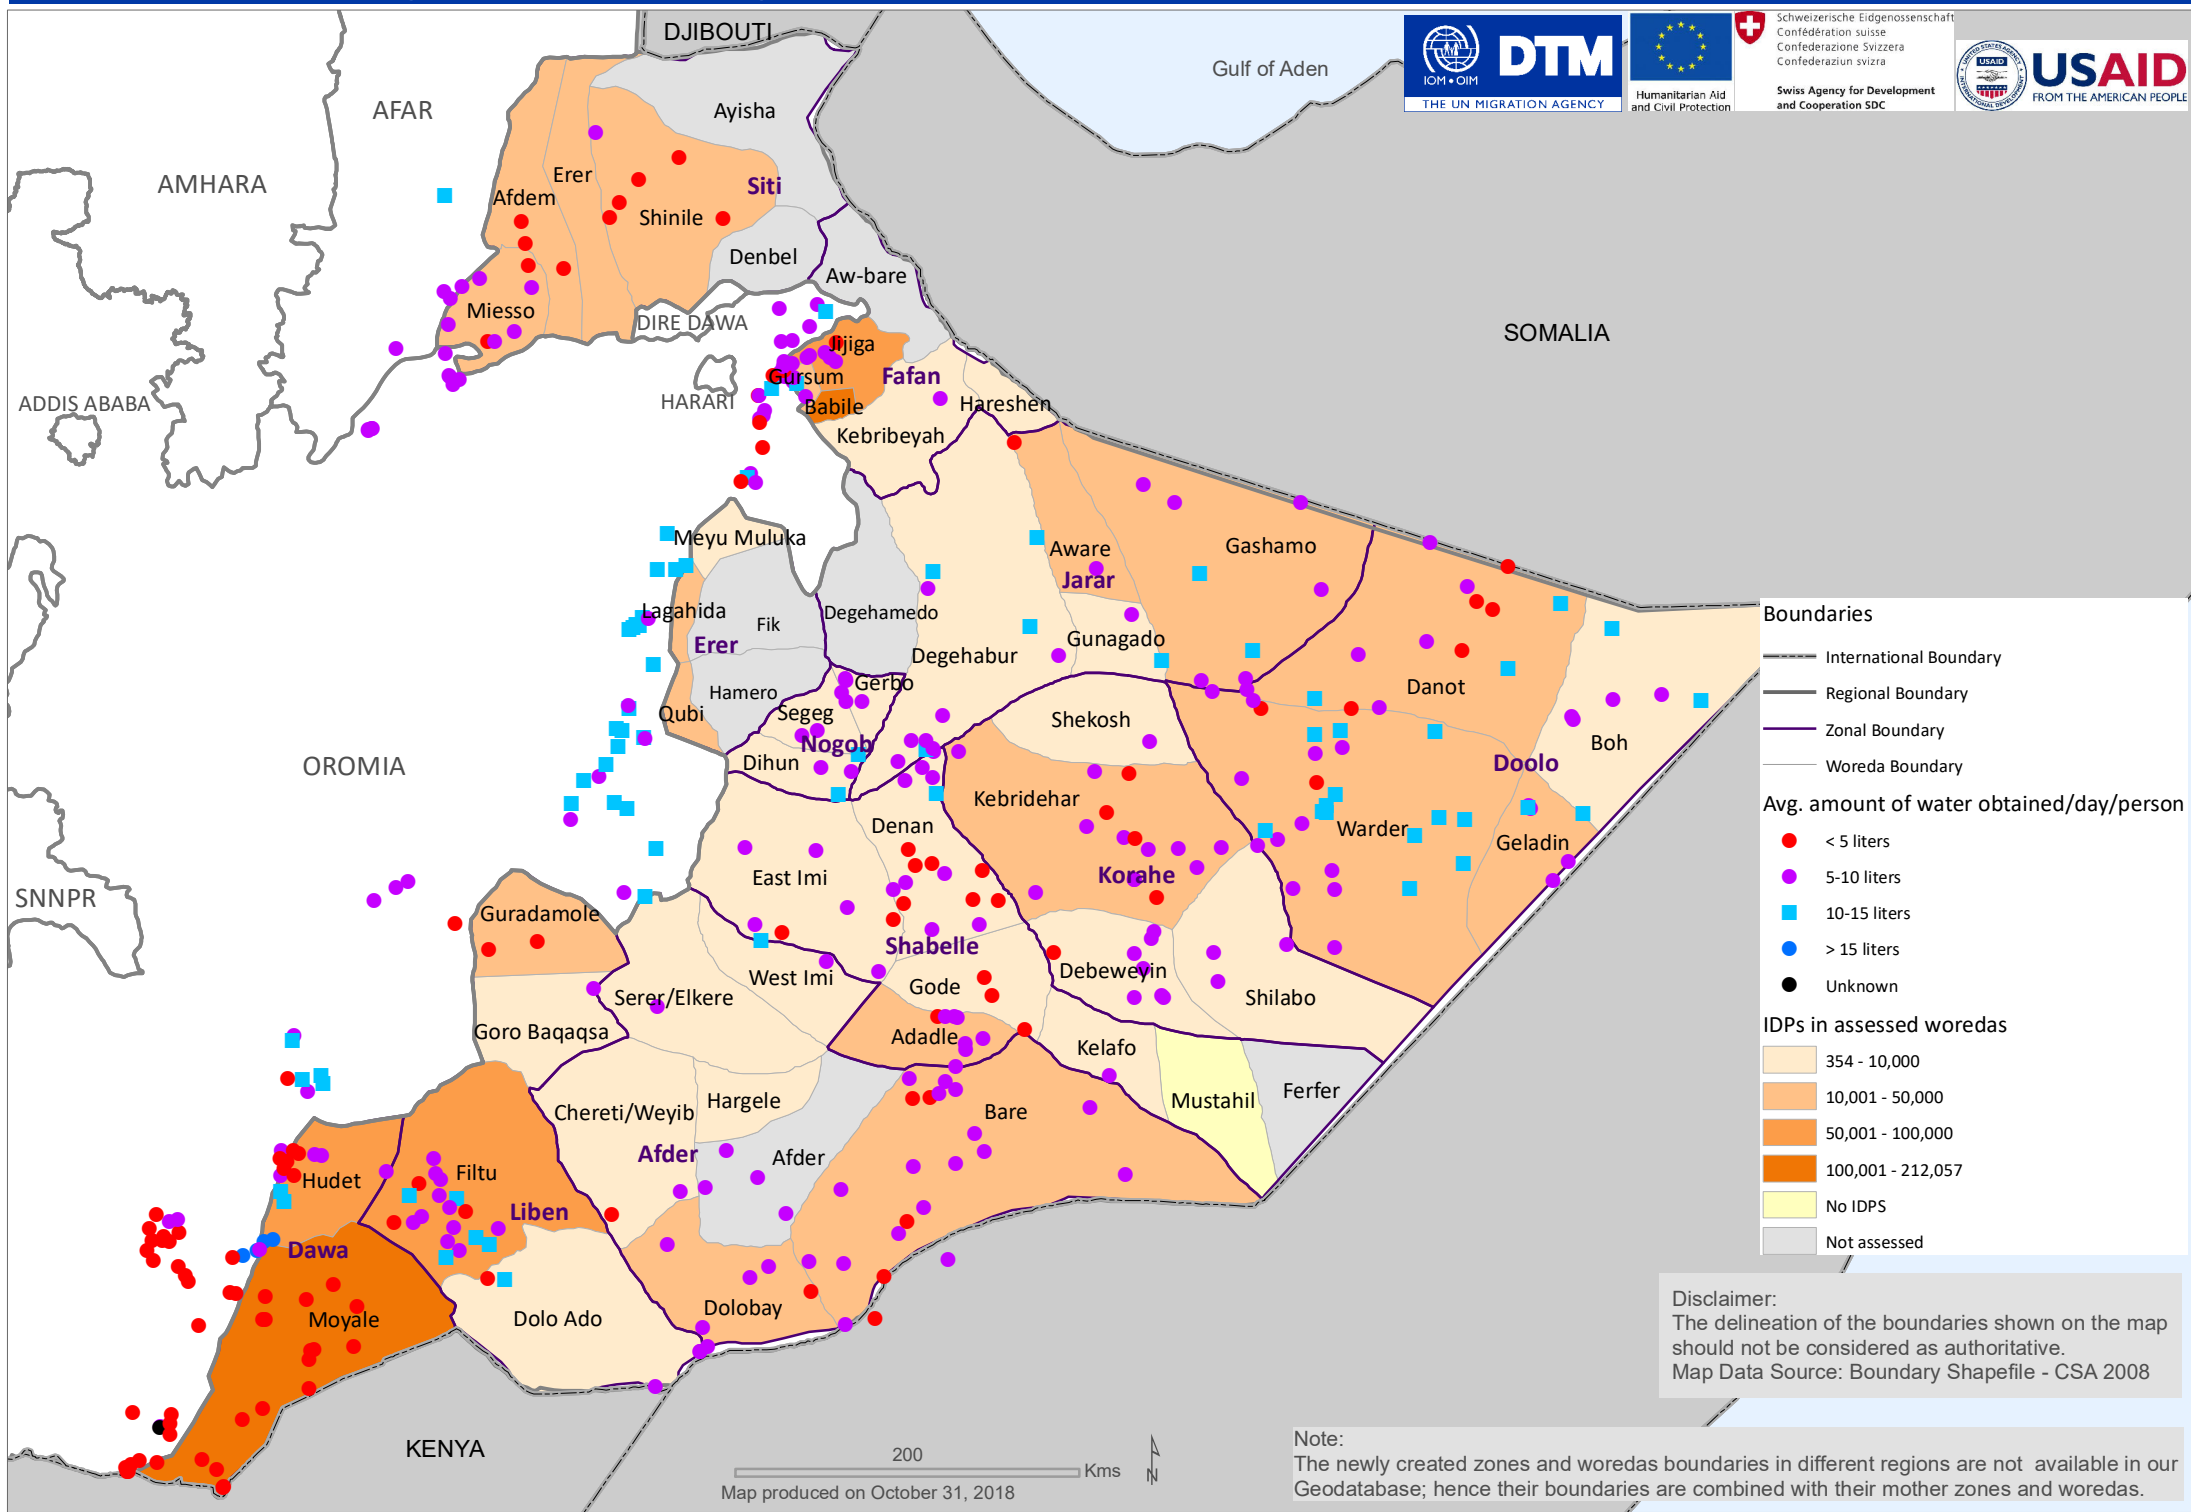 DJIBOUTI
Gulf of Aden
IOM • OIM
DTM
THE UN MIGRATION AGENCY
Humanitarian Aid
and Civil Protection
Schweizerische Eidgenossenschaft
Confédération suisse
Confederazione Svizzera
Confederaziun svizra
Swiss Agency for Development
and Cooperation SDC
USAID
USAID
FROM THE AMERICAN PEOPLE
AFAR
AMHARA
Ayisha
Erer
Afdem
Siti
Shinile
Denbel
Aw-bare
Miesso
DIRE DAWA
SOMALIA
Jijiga
Gursum
Fafan
HARARI
ADDIS ABABA
Babile
Hareshen
Kebribeyah
Meyu Muluka
Aware
Gashamo
Jarar
Lagahida
Fik
Degehamedo
Erer
Gunagado
Degehabur
Hamero
Gerbo
Danot
Qubi
Segeg
Shekosh
Nogob
Boh
OROMIA
Dihun
Doolo
Kebridehar
Denan
Warder
Geladin
East Imi
Korahe
SNNPR
Guradamole
Shabelle
West Imi
Debeweyin
Gode
Serer/Elkere
Shilabo
Goro Baqaqsa
Adadle
Kelafo
Hargele
Chereti/Weyib
Bare
Mustahil
Ferfer
Afder
Afder
Hudet
Filtu
Liben
Dawa
Dolobay
Dolo Ado
Moyale
KENYA
Boundaries
International Boundary
Regional Boundary
Zonal Boundary
Woreda Boundary
Avg. amount of water obtained/day/person
< 5 liters
5-10 liters
10-15 liters
> 15 liters
Unknown
IDPs in assessed woredas
354 - 10,000
10,001 - 50,000
50,001 - 100,000
100,001 - 212,057
No IDPS
Not assessed
Disclaimer:
The delineation of the boundaries shown on the map
should not be considered as authoritative.
Map Data Source: Boundary Shapefile - CSA 2008
Note:
The newly created zones and woredas boundaries in different regions are not available in our
Geodatabase; hence their boundaries are combined with their mother zones and woredas.
200
Kms
N
Map produced on October 31, 2018